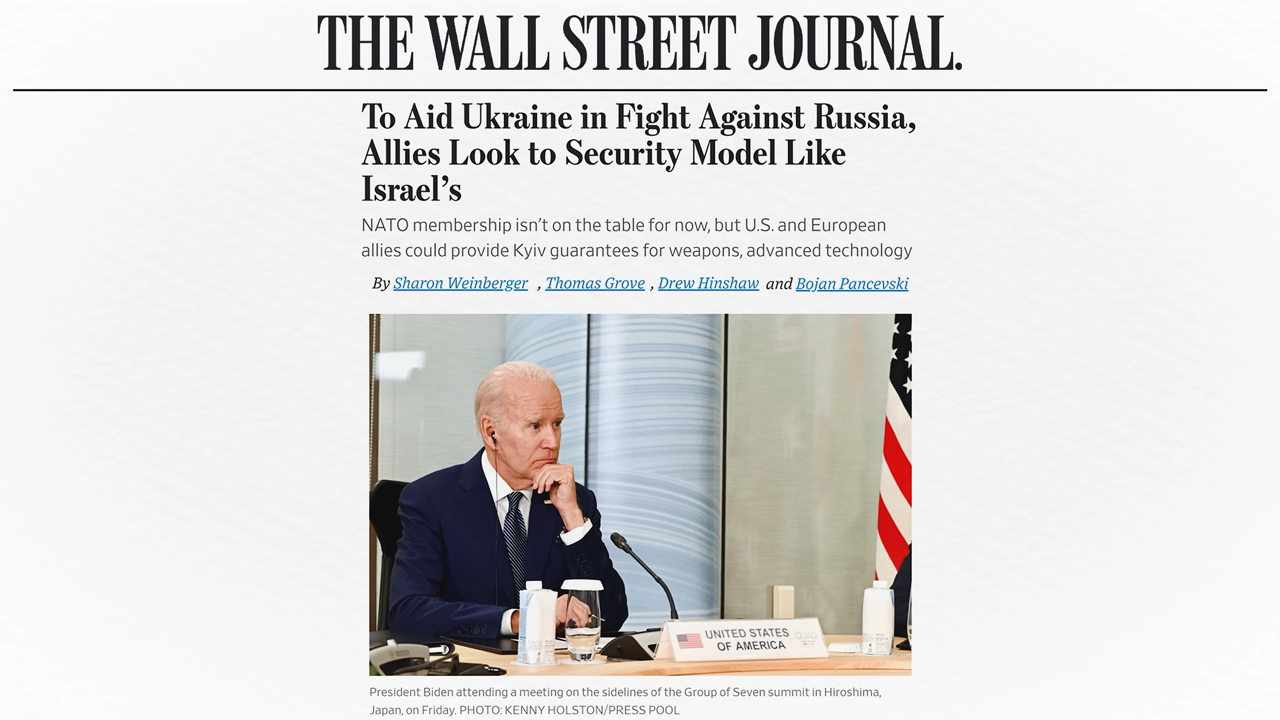 THE WALL STREET JOURNAL.
To Aid Ukraine in Fight Against Russia,
Allies Look to Security Model Like
Israel’s
NATO membership isn’t on the table for now, but U.S. and European
allies could provide Kyiv guarantees for weapons, advanced technology
By Sharon Weinberger , Thomas Grove , Drew Hinshaw and Bojan Pancevski
UNITED STATES
OF AMERICA
QUAD
President Biden attending a meeting on the sidelines of the Group of Seven summit in Hiroshima,
Japan, on Friday. PHOTO: KENNY HOLSTON/PRESS POOL